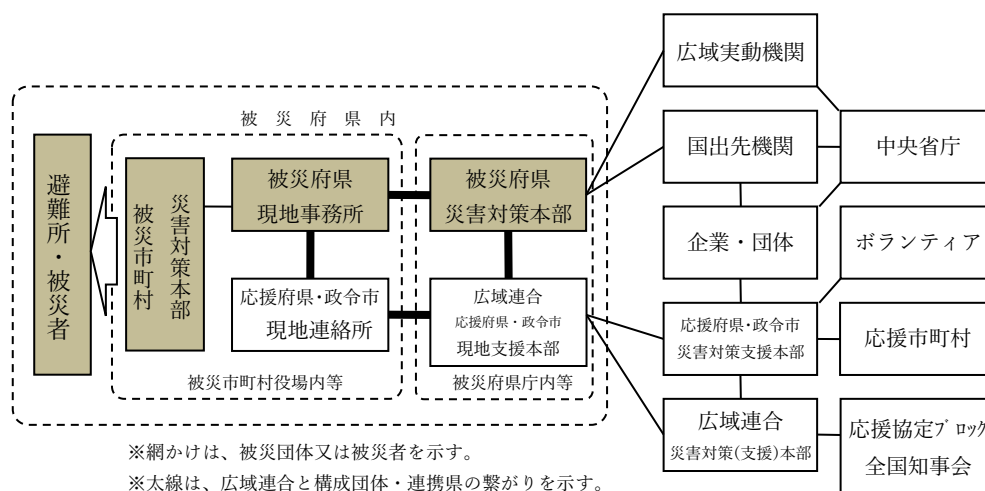 広域実動機関
被 災 府 県 内
国出先機関
中央省庁
避難所・被災者
被災市町村
災害対策本部
被災府県
現地事務所
被災府県
災害対策本部
企業・団体
ボランティア
応援府県・政令市
現地連絡所
広域連合
応援府県・政令市
現地支援本部
応援府県・政令市
災害対策支援本部
応援市町村
被災市町村役場内等
被災府県庁内等
広域連合
災害対策(支援)本部
応援協定ブロック
全国知事会
※網かけは、被災団体又は被災者を示す。
※太線は、広域連合と構成団体・連携県の繋がりを示す。